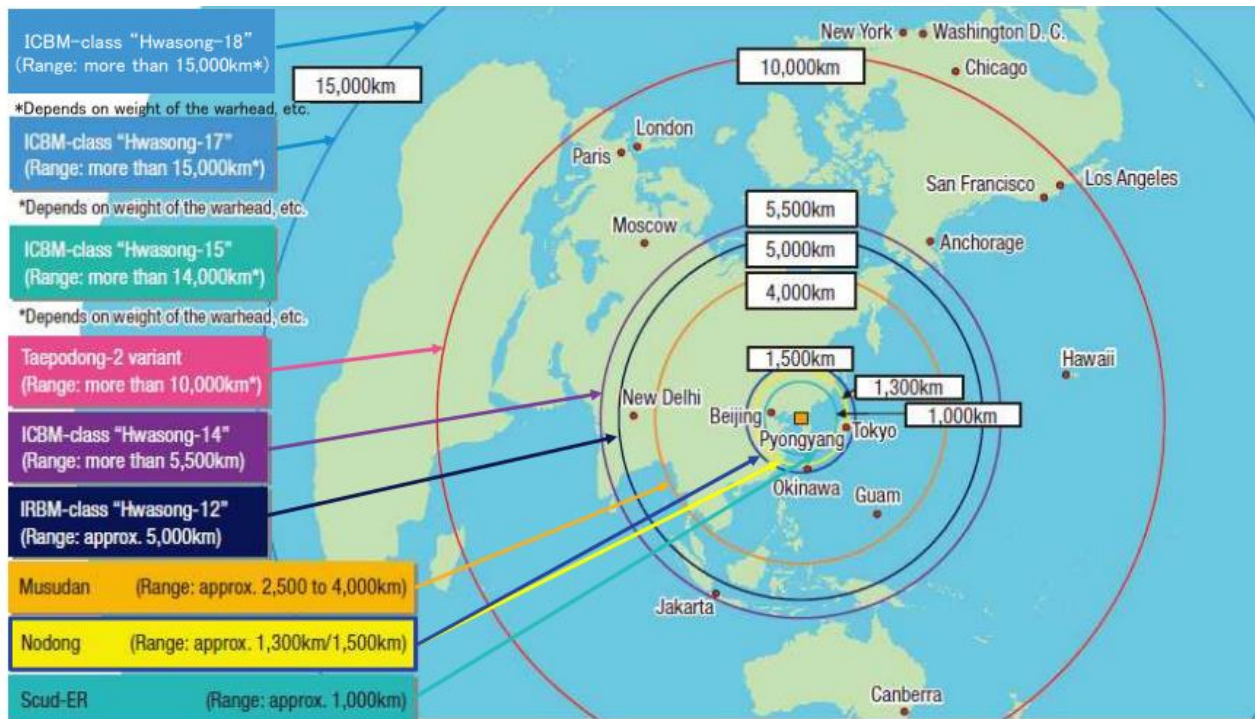 ICBM-class “Hwasong-18”
(Range: more than 15,000km*)
*Depends on weight of the warhead, etc.
ICBM-class “Hwasong-17”
(Range: more than 15,000km*)
*Depends on weight of the warhead, etc.
ICBM-class “Hwasong-15”
(Range: more than 14,000km*)
*Depends on weight of the warhead, etc.
Taepodong-2 variant
(Range: more than 10,000km*)
ICBM-class “Hwasong-14”
(Range: more than 5,500km)
IRBM-class “Hwasong-12”
(Range: approx. 5,000km)
Musudan (Range: approx. 2,500 to 4,000km)
Nodong (Range: approx. 1,300km/1,500km)
Scud-ER (Range: approx. 1,000km)
New York
Washington D. C.
Chicago
15,000km
10,000km
London
Paris
San Francisco
Los Angeles
Moscow
5,500km
Anchorage
5,000km
4,000km
1,500km
Hawaii
1,300km
New Delhi
Beijing
1,000km
Pyongyang
Tokyo
Okinawa
Guam
Jakarta
Canberra